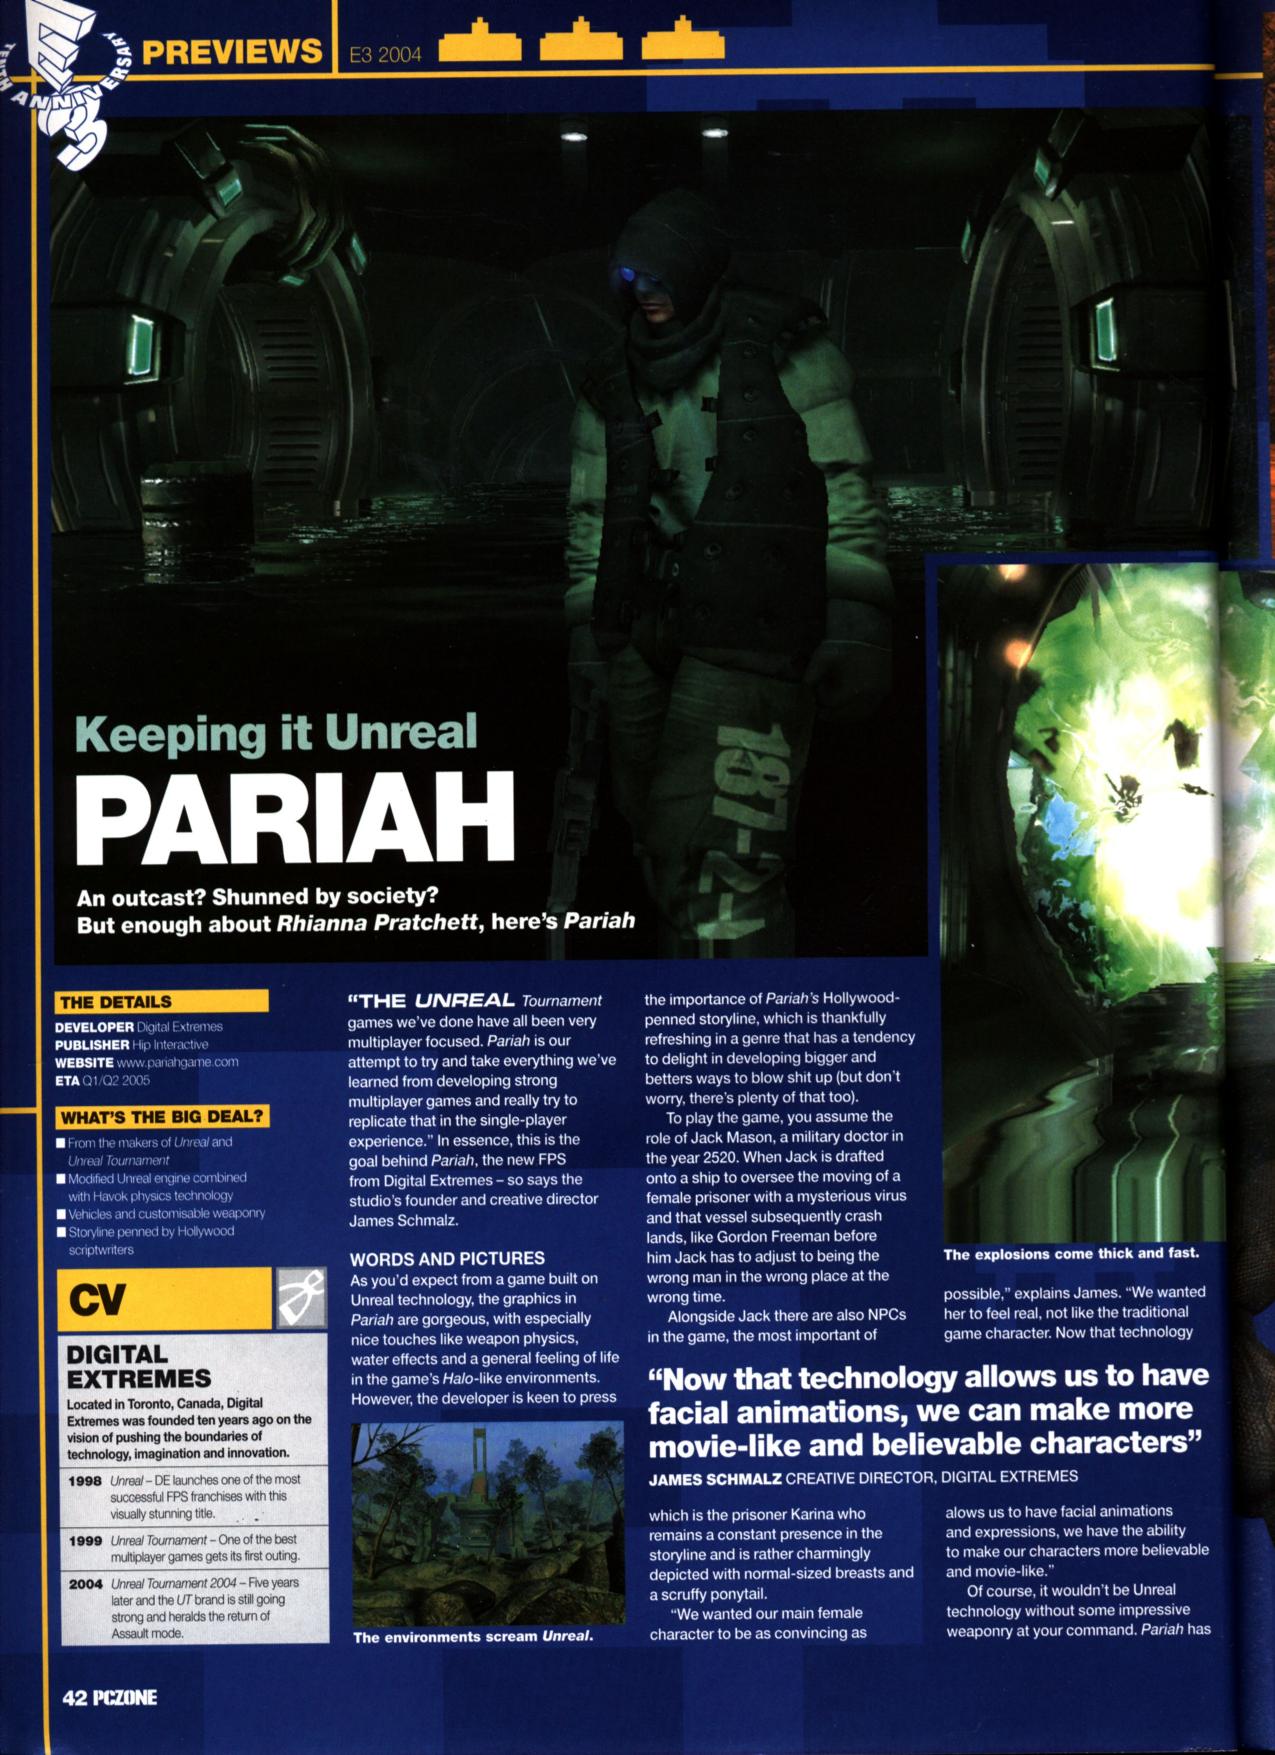 TENTH ANNIVERSARY
E3
PREVIEWS
E3 2004
187-2-1
Keeping it Unreal
PARIAH
An outcast? Shunned by society?
But enough about Rhianna Pratchett, here's Pariah
THE DETAILS
DEVELOPER Digital Extremes
PUBLISHER Hip Interactive
WEBSITE www.pariahgame.com
ETA Q1/Q2 2005
WHAT'S THE BIG DEAL?
■ From the makers of Unreal and
Unreal Tournament
■ Modified Unreal engine combined
with Havok physics technology
■ Vehicles and customisable weaponry
■ Storyline penned by Hollywood
scriptwriters
CV
DIGITAL
EXTREMES
Located in Toronto, Canada, Digital
Extremes was founded ten years ago on the
vision of pushing the boundaries of
technology, imagination and innovation.
1998 Unreal – DE launches one of the most
successful FPS franchises with this
visually stunning title.
1999 Unreal Tournament – One of the best
multiplayer games gets its first outing.
2004 Unreal Tournament 2004 – Five years
later and the UT brand is still going
strong and heralds the return of
Assault mode.
"THE UNREAL Tournament
games we've done have all been very
multiplayer focused. Pariah is our
attempt to try and take everything we've
learned from developing strong
multiplayer games and really try to
replicate that in the single-player
experience." In essence, this is the
goal behind Pariah, the new FPS
from Digital Extremes – so says the
studio's founder and creative director
James Schmalz.
WORDS AND PICTURES
As you'd expect from a game built on
Unreal technology, the graphics in
Pariah are gorgeous, with especially
nice touches like weapon physics,
water effects and a general feeling of life
in the game's Halo-like environments.
However, the developer is keen to press
The environments scream Unreal.
the importance of Pariah's Hollywood-
penned storyline, which is thankfully
refreshing in a genre that has a tendency
to delight in developing bigger and
betters ways to blow shit up (but don't
worry, there's plenty of that too).
To play the game, you assume the
role of Jack Mason, a military doctor in
the year 2520. When Jack is drafted
onto a ship to oversee the moving of a
female prisoner with a mysterious virus
and that vessel subsequently crash
lands, like Gordon Freeman before
him Jack has to adjust to being the
wrong man in the wrong place at the
wrong time.
Alongside Jack there are also NPCs
in the game, the most important of
The explosions come thick and fast.
"Now that technology allows us to have
facial animations, we can make more
movie-like and believable characters"
JAMES SCHMALZ CREATIVE DIRECTOR, DIGITAL EXTREMES
which is the prisoner Karina who
remains a constant presence in the
storyline and is rather charmingly
depicted with normal-sized breasts and
a scruffy ponytail.
"We wanted our main female
character to be as convincing as
possible," explains James. "We wanted
her to feel real, not like the traditional
game character. Now that technology
alows us to have facial animations
and expressions, we have the ability
to make our characters more believable
and movie-like."
Of course, it wouldn't be Unreal
technology without some impressive
weaponry at your command. Pariah has
42 PCZONE